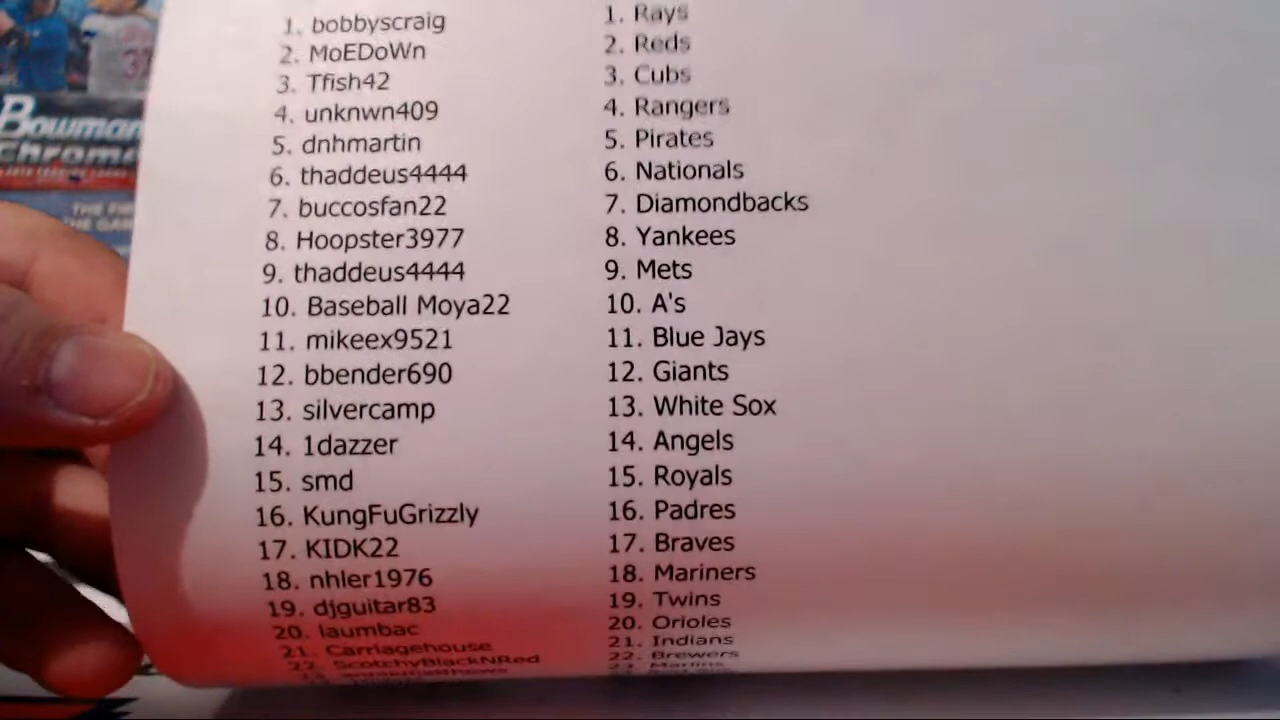 Bowman
Chrome
1. bobbyscraig 1. Rays
2. MoEDoWn 2. Reds
3. Tfish42 3. Cubs
4. unknwn409 4. Rangers
5. dnhmartin 5. Pirates
6. thaddeus4444 6. Nationals
7. buccosfan22 7. Diamondbacks
8. Hoopster3977 8. Yankees
9. thaddeus4444 9. Mets
10. Baseball Moya22 10. A's
11. mikeex9521 11. Blue Jays
12. bbender690 12. Giants
13. silvercamp 13. White Sox
14. 1dazzer 14. Angels
15. smd 15. Royals
16. KungFuGrizzly 16. Padres
17. KIDK22 17. Braves
18. nhler1976 18. Mariners
19. djguitar83 19. Twins
20. laumbac 20. Orioles
21. Carriagehouse 21. Indians
22. ScotchyBlackNRed 22. Brewers
23. Marlins